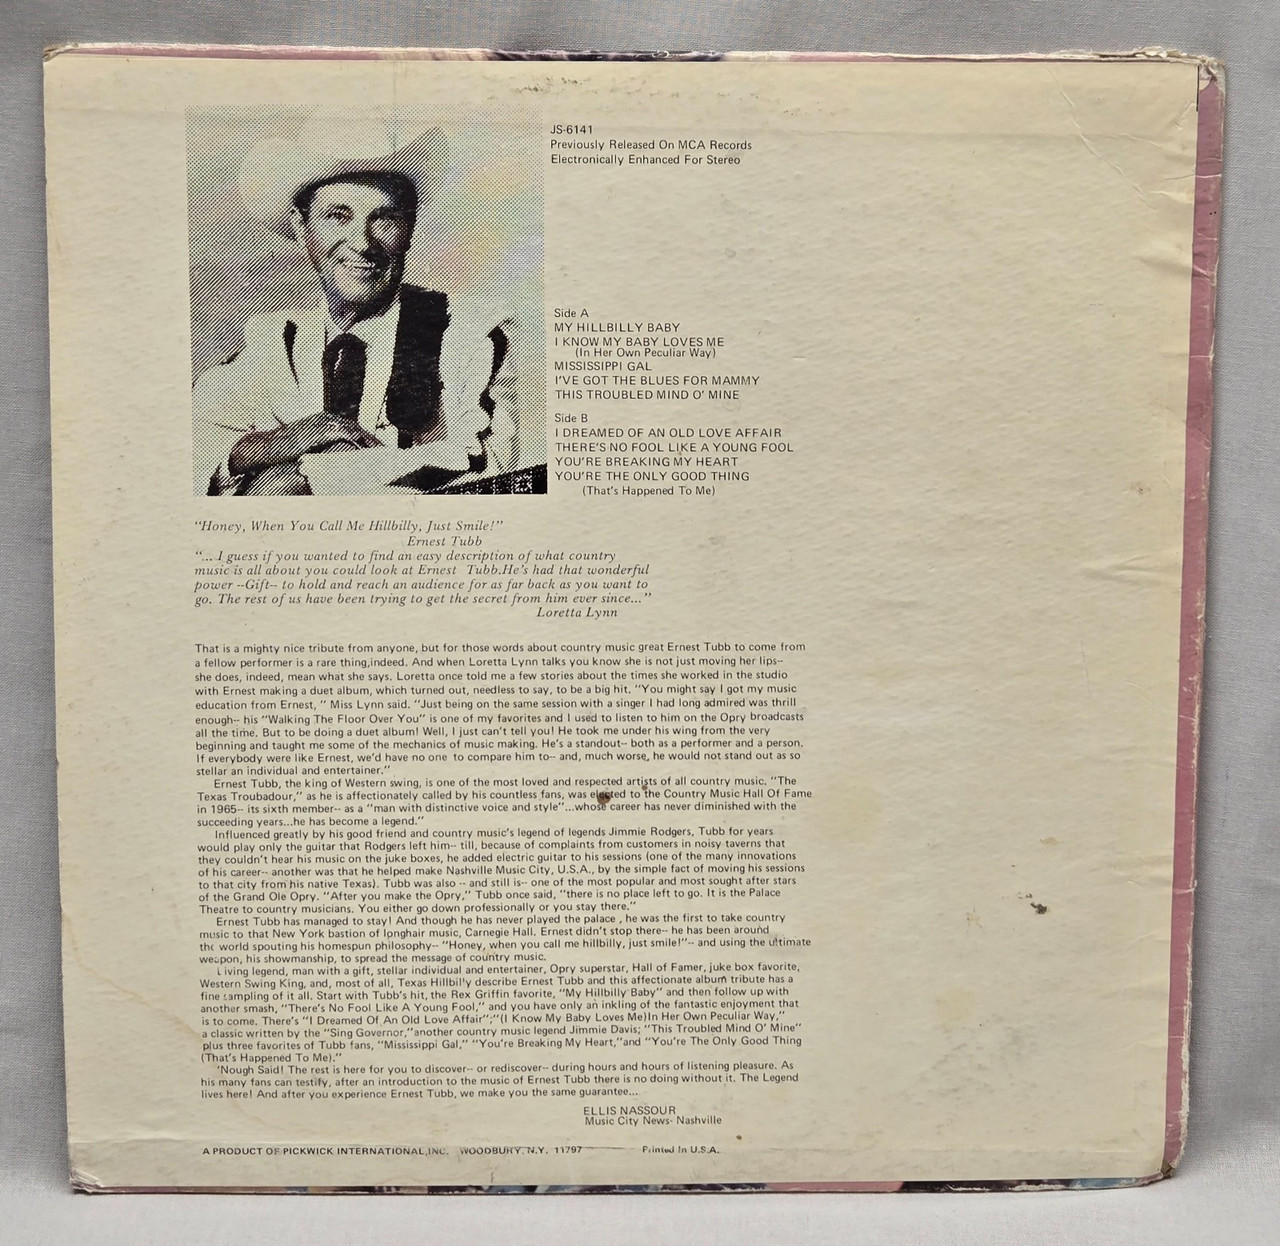 JS-6141
Previously Released On MCA Records
Electronically Enhanced For Stereo
Side A
MY HILLBILLY BABY
I KNOW MY BABY LOVES ME
(In Her Own Peculiar Way)
MISSISSIPPI GAL
I'VE GOT THE BLUES FOR MAMMY
THIS TROUBLED MIND O' MINE
Side B
I DREAMED OF AN OLD LOVE AFFAIR
THERE'S NO FOOL LIKE A YOUNG FOOL
YOU'RE BREAKING MY HEART
YOU'RE THE ONLY GOOD THING
(That's Happened To Me)
"Honey, When You Call Me Hillbilly, Just Smile!"
Ernest Tubb
"... I guess if you wanted to find an easy description of what country
music is all about you could look at Ernest Tubb.He's had that wonderful
power --Gift-- to hold and reach an audience for as far back as you want to
go. The rest of us have been trying to get the secret from him ever since..."
Loretta Lynn
That is a mighty nice tribute from anyone, but for those words about country music great Ernest Tubb to come from
a fellow performer is a rare thing,indeed. And when Loretta Lynn talks you know she is not just moving her lips--
she does, indeed, mean what she says. Loretta once told me a few stories about the times she worked in the studio
with Ernest making a duet album, which turned out, needless to say, to be a big hit. "You might say I got my music
education from Ernest, " Miss Lynn said. "Just being on the same session with a singer I had long admired was thrill
enough-- his "Walking The Floor Over You" is one of my favorites and I used to listen to him on the Opry broadcasts
all the time. But to be doing a duet album! Well, I just can't tell you! He took me under his wing from the very
beginning and taught me some of the mechanics of music making. He's a standout-- both as a performer and a person.
If everybody were like Ernest, we'd have no one to compare him to-- and, much worse, he would not stand out as so
stellar an individual and entertainer."
Ernest Tubb, the king of Western swing, is one of the most loved and respected artists of all country music. "The
Texas Troubadour," as he is affectionately called by his countless fans, was elected to the Country Music Hall Of Fame
in 1965-- its sixth member-- as a "man with distinctive voice and style"...whose career has never diminished with the
succeeding years...he has become a legend."
Influenced greatly by his good friend and country music's legend of legends Jimmie Rodgers, Tubb for years
would play only the guitar that Rodgers left him-- till, because of complaints from customers in noisy taverns that
they couldn't hear his music on the juke boxes, he added electric guitar to his sessions (one of the many innovations
of his career-- another was that he helped make Nashville Music City, U.S.A., by the simple fact of moving his sessions
to that city from his native Texas). Tubb was also -- and still is-- one of the most popular and most sought after stars
of the Grand Ole Opry. "After you make the Opry," Tubb once said, "there is no place left to go. It is the Palace
Theatre to country musicians. You either go down professionally or you stay there."
Ernest Tubb has managed to stay! And though he has never played the palace , he was the first to take country
music to that New York bastion of longhair music, Carnegie Hall. Ernest didn't stop there-- he has been around
the world spouting his homespun philosophy-- "Honey, when you call me hillbilly, just smile!"-- and using the ultimate
weapon, his showmanship, to spread the message of country music.
Living legend, man with a gift, stellar individual and entertainer, Opry superstar, Hall of Famer, juke box favorite,
Western Swing King, and, most of all, Texas Hillbilly describe Ernest Tubb and this affectionate album tribute has a
fine sampling of it all. Start with Tubb's hit, the Rex Griffin favorite, "My Hillbilly Baby" and then follow up with
another smash, "There's No Fool Like A Young Fool," and you have only an inkling of the fantastic enjoyment that
is to come. There's "I Dreamed Of An Old Love Affair";"(I Know My Baby Loves Me)In Her Own Peculiar Way,"
a classic written by the "Sing Governor,"another country music legend Jimmie Davis; "This Troubled Mind O' Mine"
plus three favorites of Tubb fans, "Mississippi Gal," "You're Breaking My Heart,"and "You're The Only Good Thing
(That's Happened To Me)."
'Nough Said! The rest is here for you to discover-- or rediscover-- during hours and hours of listening pleasure. As
his many fans can testify, after an introduction to the music of Ernest Tubb there is no doing without it. The Legend
lives here! And after you experience Ernest Tubb, we make you the same guarantee...
ELLIS NASSOUR
Music City News- Nashville
A PRODUCT OF PICKWICK INTERNATIONAL,INC. WOODBURY, N.Y. 11797 Printed In U.S.A.